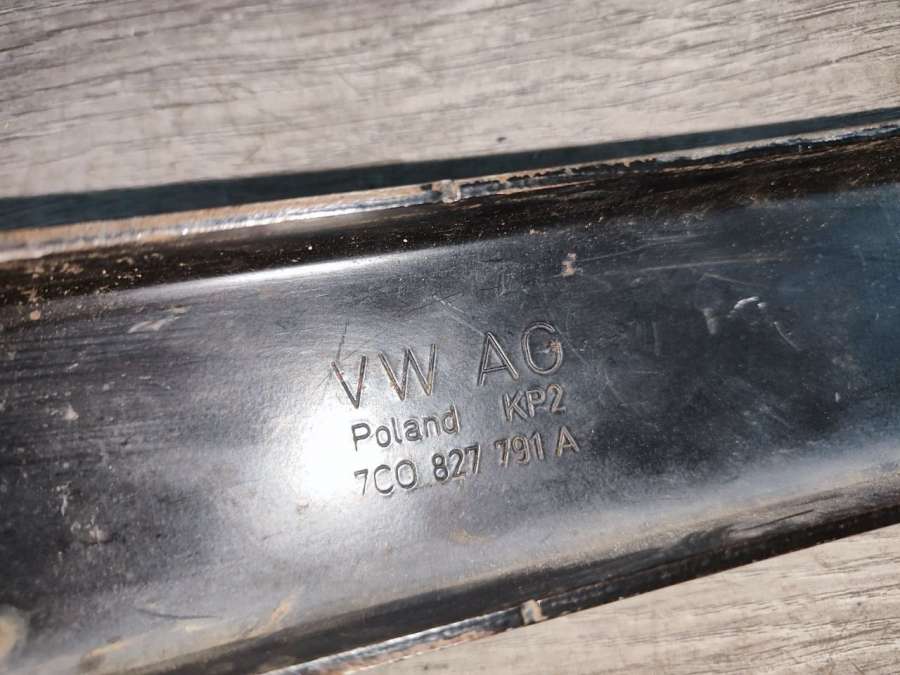 VW AG
Poland KP2
7C0 827 791 A